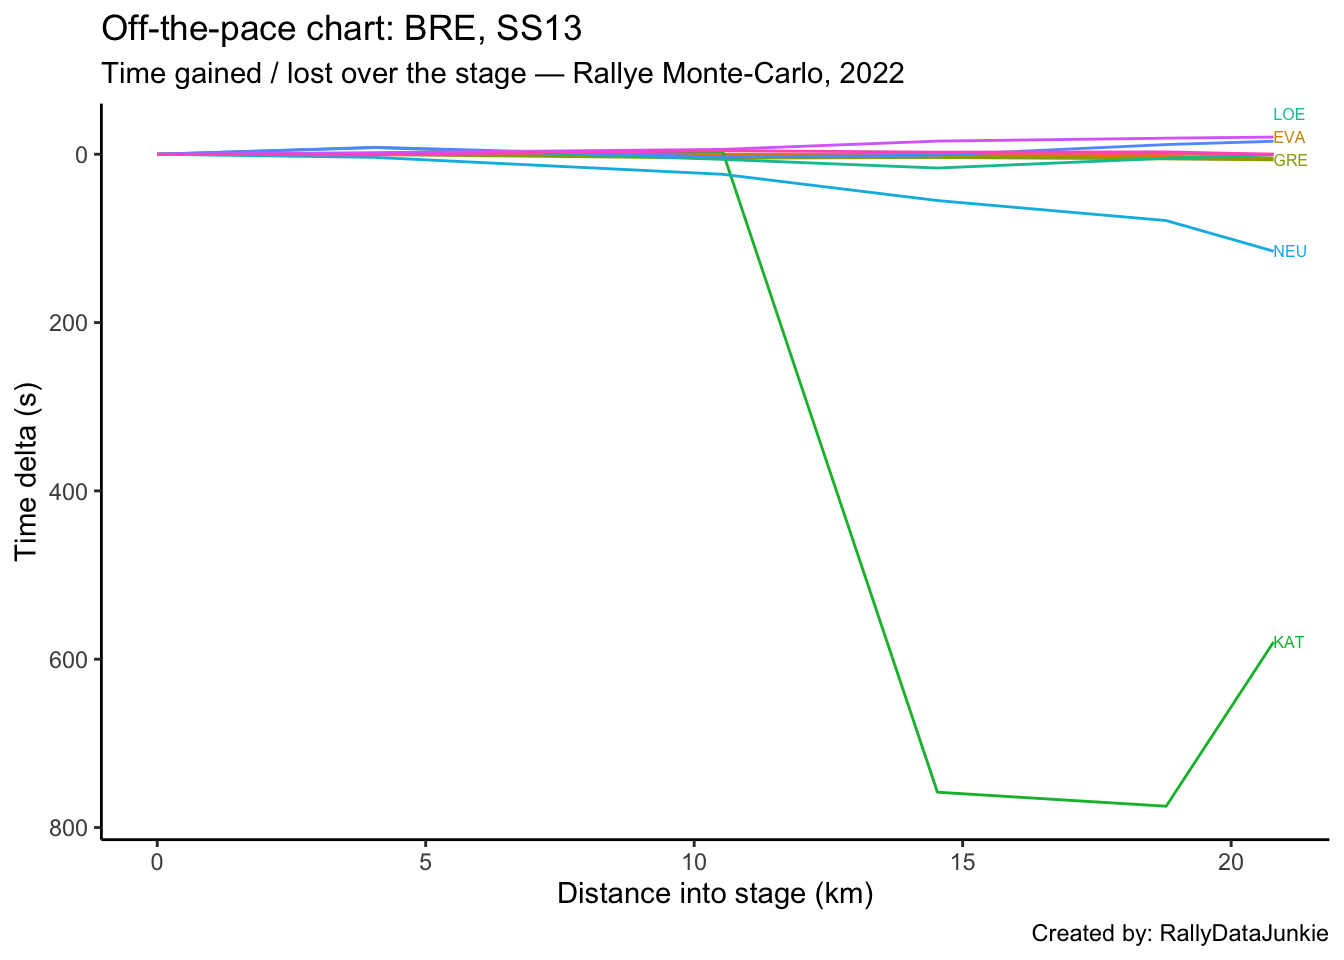 Off-the-pace chart: BRE, SS13
Time gained / lost over the stage — Rallye Monte-Carlo, 2022
LOE
EVA
GRE
NEU
KAT
0
200
400
600
800
Time delta (s)
0 5 10 15 20
Distance into stage (km)
Created by: RallyDataJunkie